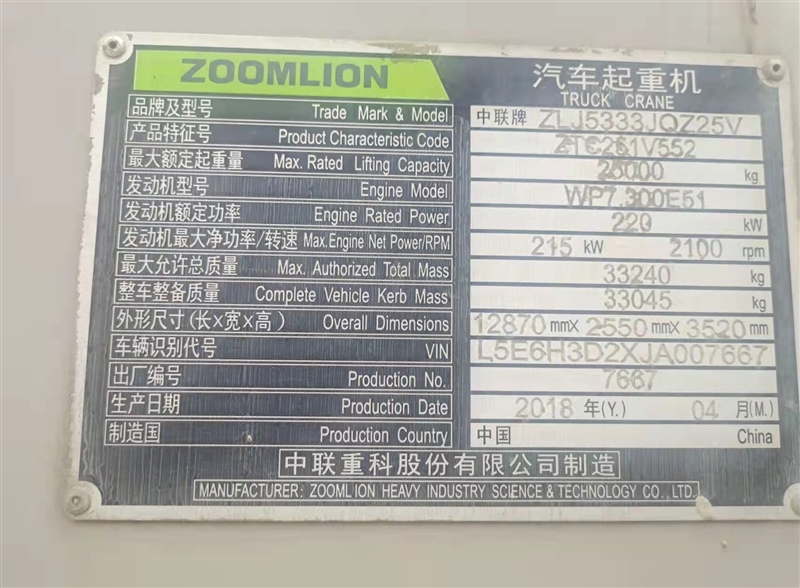 ZOOMLION 汽车起重机
TRUCK CRANE
品牌及型号 Trade Mark & Model 中联牌 ZLJ5333JQZ25V
产品特征号 Product Characteristic Code ZTC251V552
最大额定起重量 Max. Rated Lifting Capacity 25000 kg
发动机型号 Engine Model WP7.300E51
发动机额定功率 Engine Rated Power 220 kW
发动机最大净功率/转速 Max.Engine Net Power/RPM 215 kW 2100 rpm
最大允许总质量 Max. Authorized Total Mass 33240 kg
整车整备质量 Complete Vehicle Kerb Mass 33045 kg
外形尺寸(长×宽×高) Overall Dimensions 12870 mmX 2550 mmX 3520 mm
车辆识别代号 VIN L5E6H3D2XJA007667
出厂编号 Production No. 7667
生产日期 Production Date 2018 年(Y.) 04 月(M.)
制造国 Production Country 中国 China
中联重科股份有限公司制造
MANUFACTURER: ZOOMLION HEAVY INDUSTRY SCIENCE & TECHNOLOGY CO., LTD.